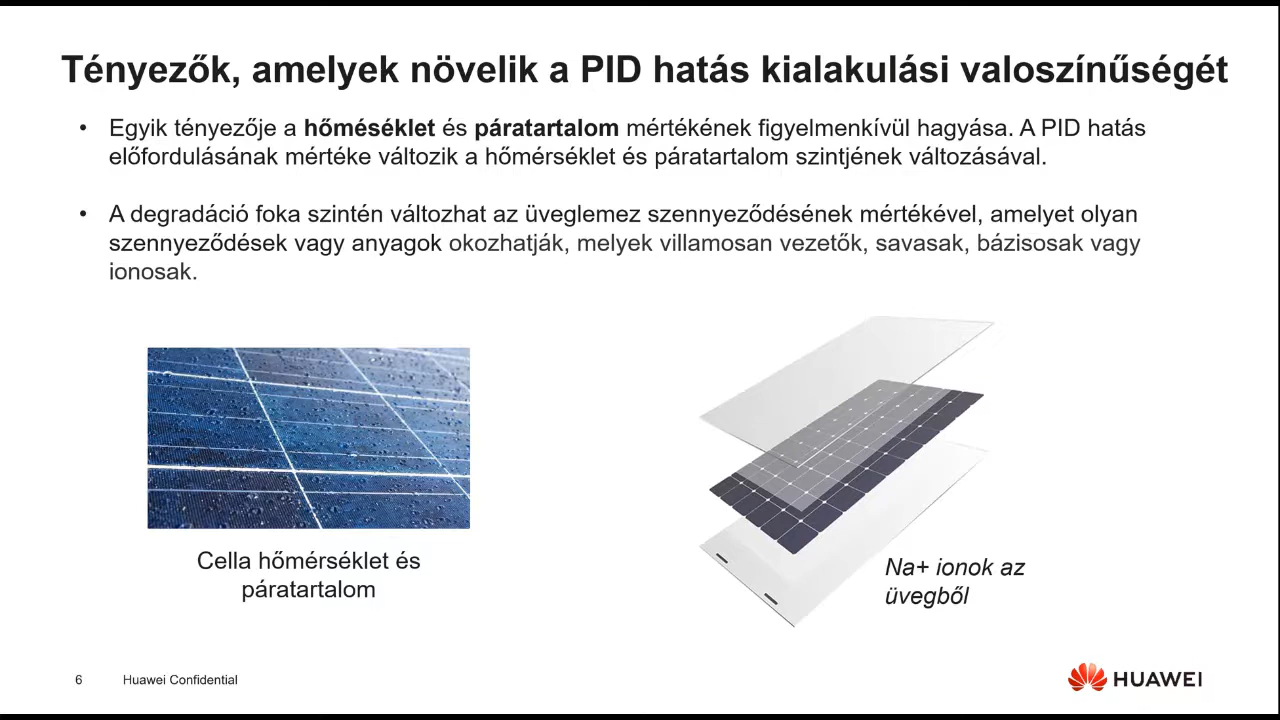 Tényezők, amelyek növelik a PID hatás kialakulási valoszínűségét
• Egyik tényezője a hőméséklet és páratartalom mértékének figyelmenkívül hagyása. A PID hatás
előfordulásának mértéke változik a hőmérséklet és páratartalom szintjének változásával.
• A degradáció foka szintén változhat az üveglemez szennyeződésének mértékével, amelyet olyan
szennyeződések vagy anyagok okozhatják, melyek villamosan vezetők, savasak, bázisosak vagy
ionosak.
Cella hőmérséklet és
páratartalom
Na+ ionok az
üvegből
6 Huawei Confidential
HUAWEI